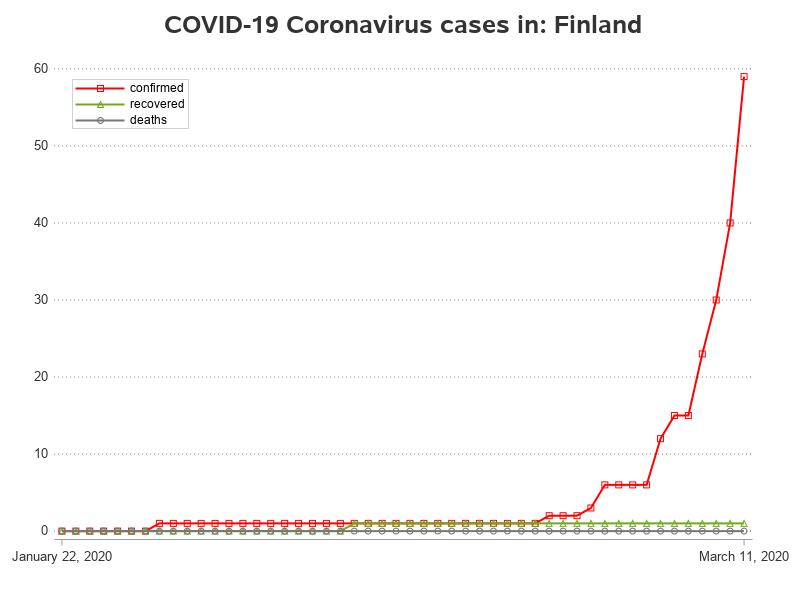 COVID-19 Coronavirus cases in: Finland
60
confirmed
recovered
deaths
50
40
30
20
10
0
January 22, 2020
March 11, 2020